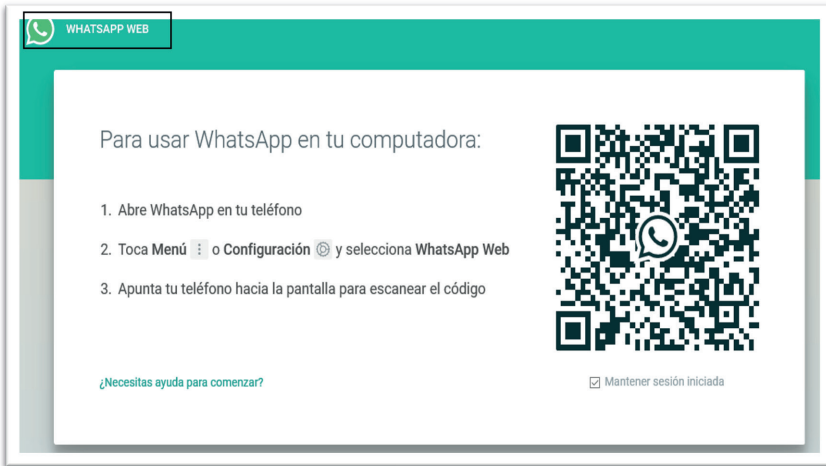 WHATSAPP WEB
Para usar WhatsApp en tu computadora:
1. Abre WhatsApp en tu teléfono
2. Toca Menú o Configuración y selecciona WhatsApp Web
3. Apunta tu teléfono hacia la pantalla para escanear el código
¿Necesitas ayuda para comenzar?
Mantener sesión iniciada